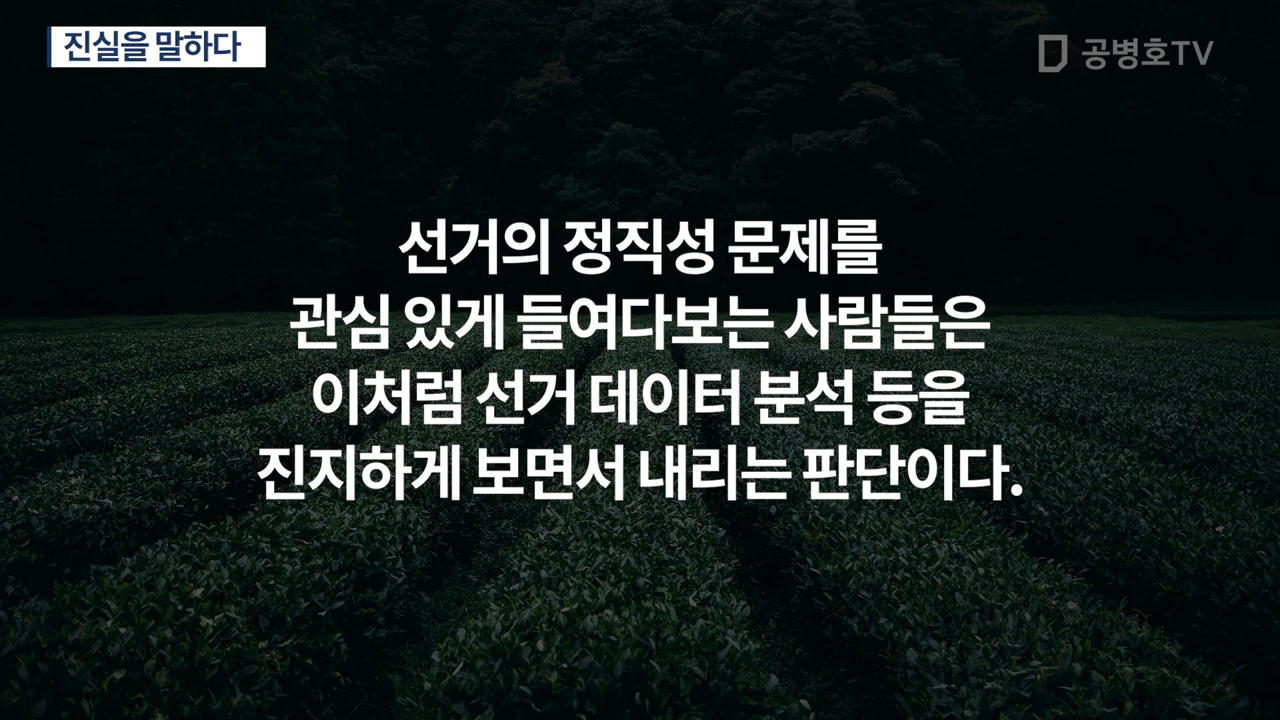 진실을 말하다
공병호TV
선거의 정직성 문제를
관심 있게 들여다보는 사람들은
이처럼 선거 데이터 분석 등을
진지하게 보면서 내리는 판단이다.